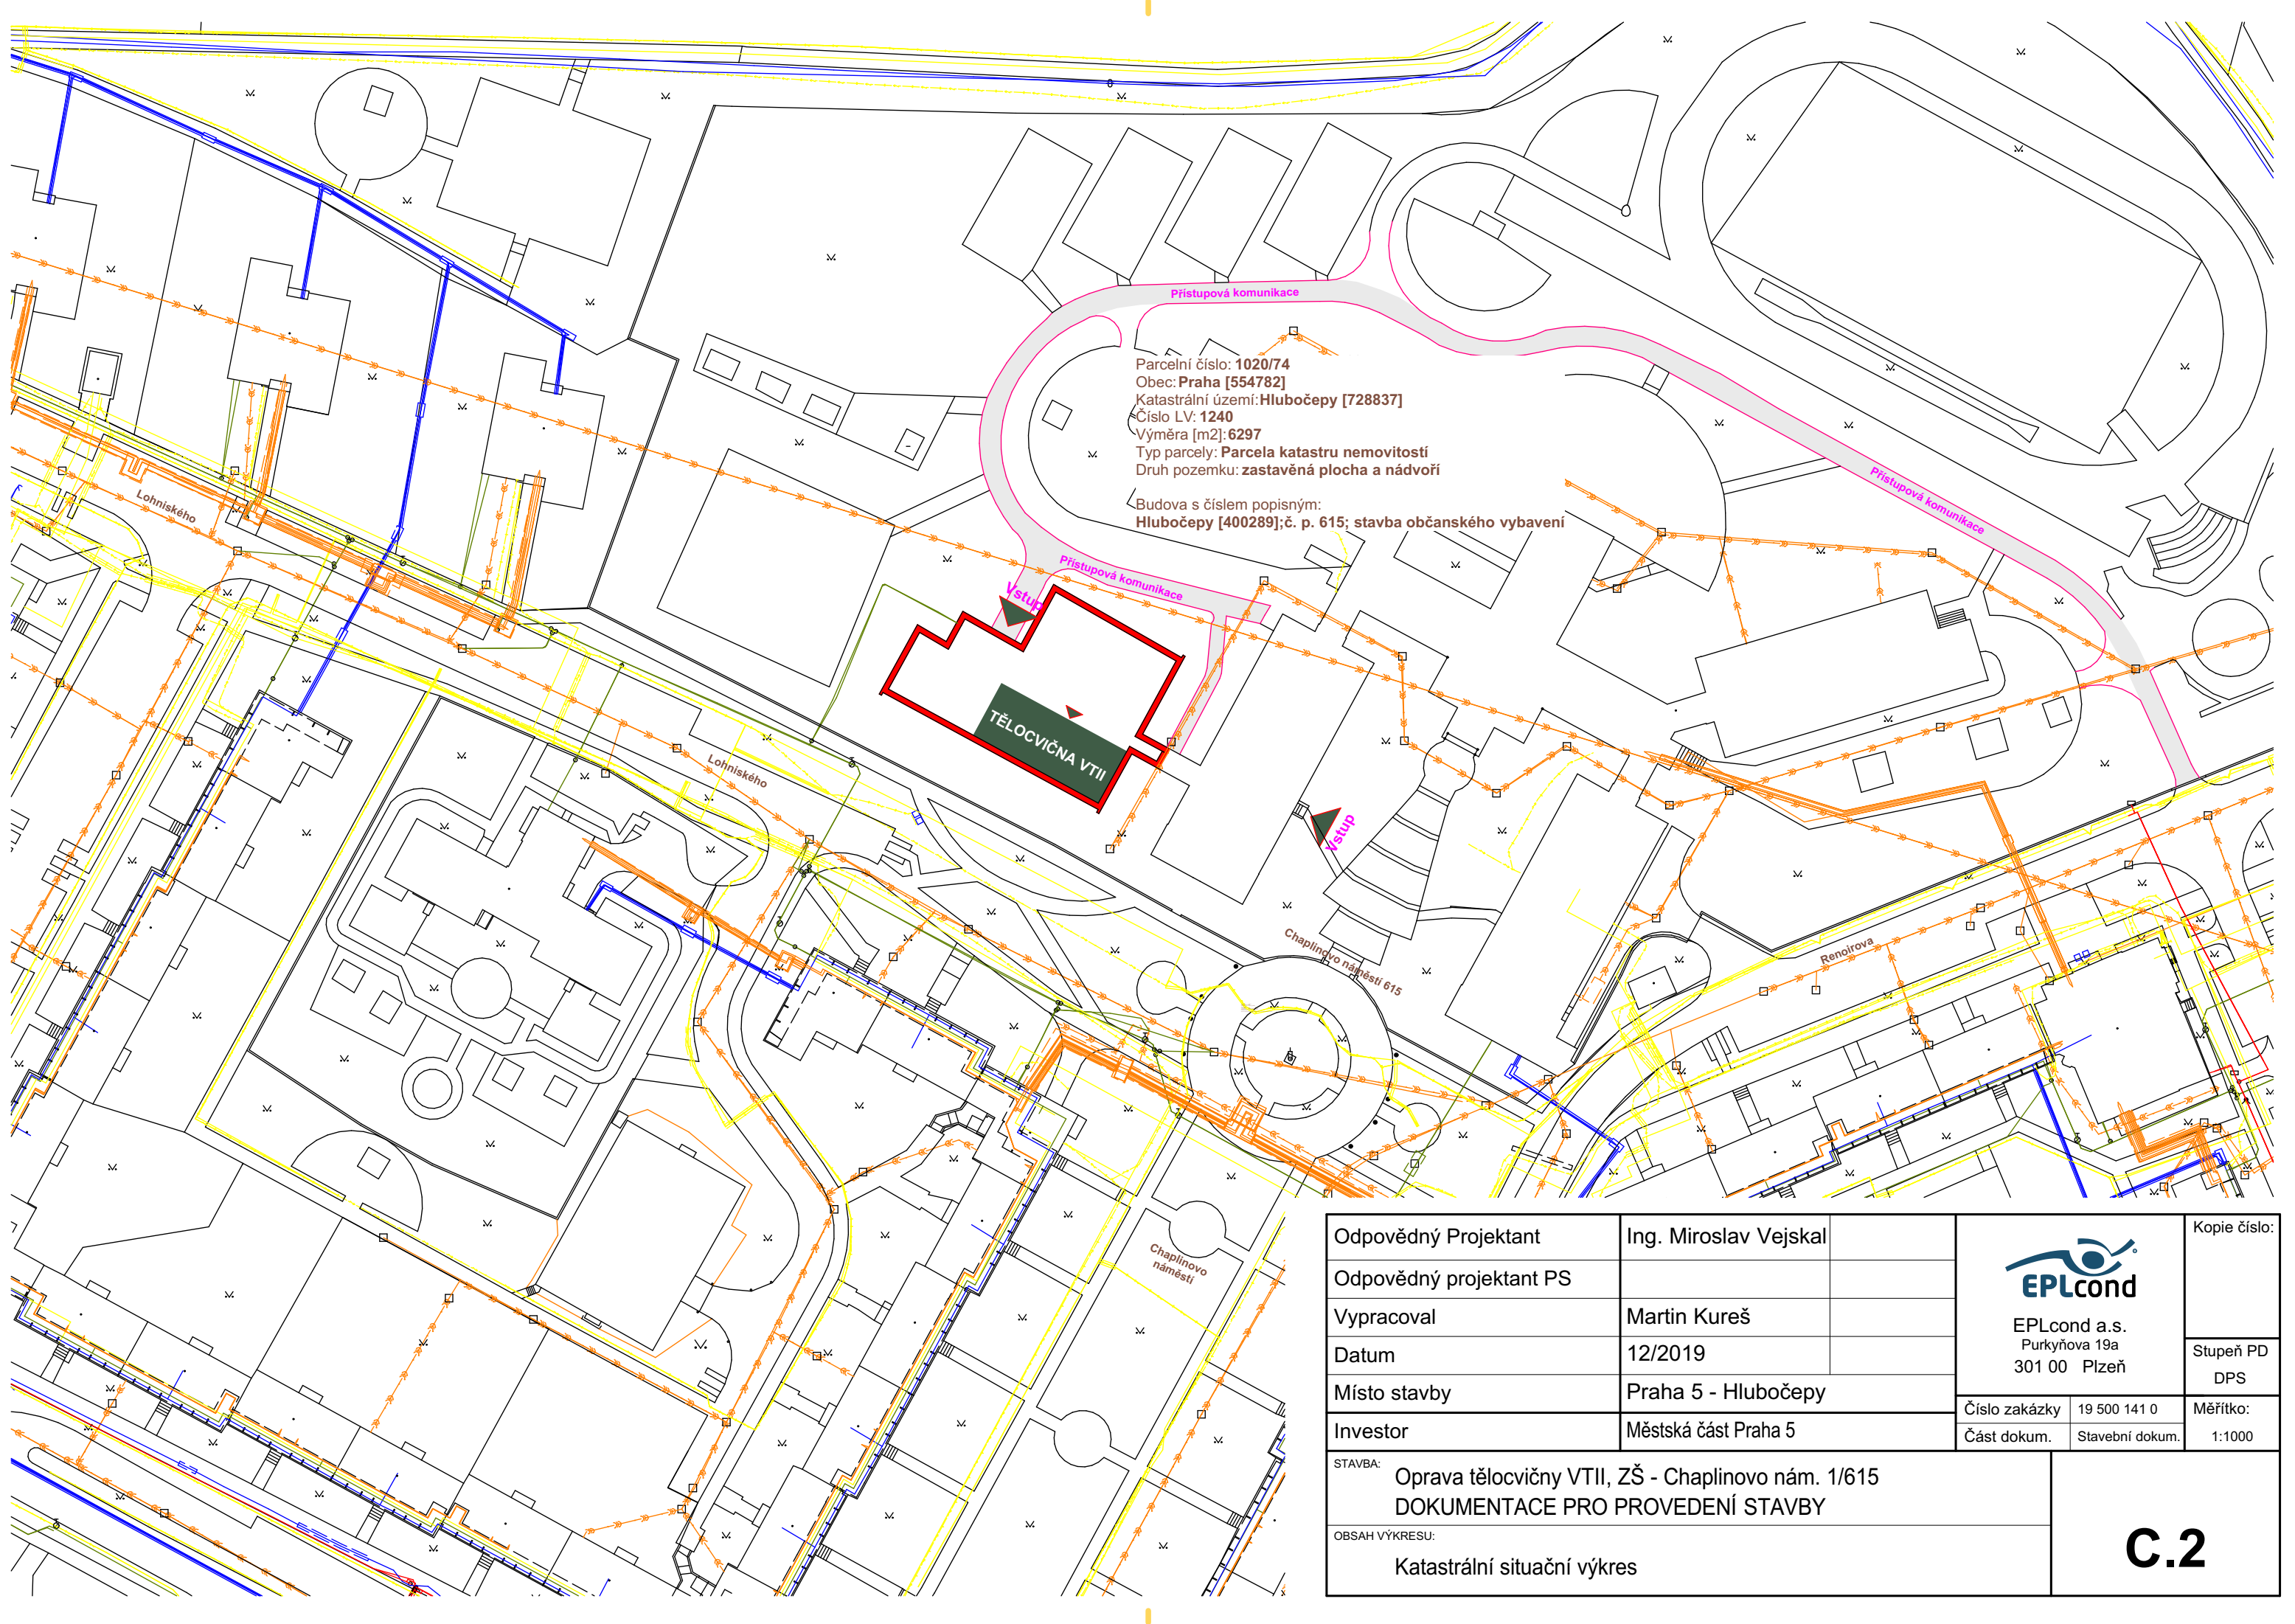 Přístupová komunikace
Parcelní číslo: 1020/74
Obec: Praha [554782]
Katastrální území: Hlubočepy [728837]
Číslo LV: 1240
Výměra [m2]: 6297
Typ parcely: Parcela katastru nemovitostí
Druh pozemku: zastavěná plocha a nádvoří
Budova s číslem popisným:
Hlubočepy [400289];č. p. 615; stavba občanského vybavení
Přístupová komunikace
Lohniského
Přístupová komunikace
Vstup
TĚLOCVIČNA VTII
Lohniského
Vstup
Chaplinovo náměstí 615
Renoirova
Chaplinovo
náměstí
Odpovědný Projektant Ing. Miroslav Vejskal
Odpovědný projektant PS
Vypracoval Martin Kureš
Datum 12/2019
Místo stavby Praha 5 - Hlubočepy
Investor Městská část Praha 5
EPLcond
EPLcond a.s.
Purkyňova 19a
301 00 Plzeň
Kopie číslo:
Stupeň PD
DPS
Číslo zakázky 19 500 141 0
Část dokum. Stavební dokum.
Měřítko:
1:1000
STAVBA:
Oprava tělocvičny VTII, ZŠ - Chaplinovo nám. 1/615
DOKUMENTACE PRO PROVEDENÍ STAVBY
OBSAH VÝKRESU:
Katastrální situační výkres
C.2